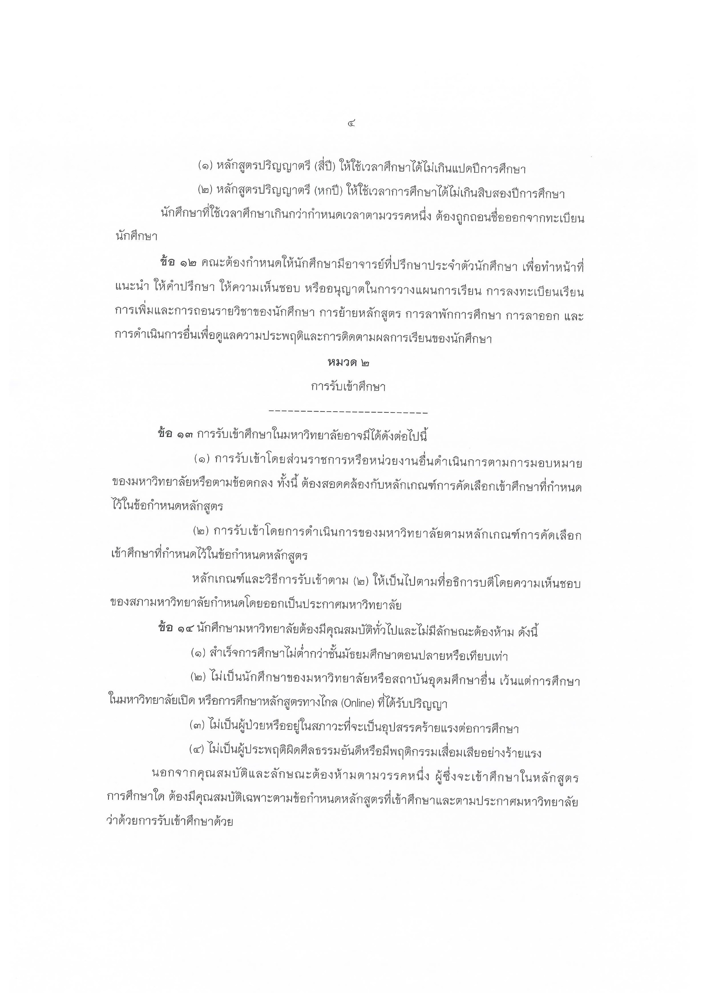 ๔
(๑) หลักสูตรปริญญาตรี (สี่ปี) ให้ใช้เวลาศึกษาได้ไม่เกินแปดปีการศึกษา
(๒) หลักสูตรปริญญาตรี (หกปี) ให้ใช้เวลาการศึกษาได้ไม่เกินสิบสองปีการศึกษา
นักศึกษาที่ใช้เวลาศึกษาเกินกว่ากำหนดเวลาตามวรรคหนึ่ง ต้องถูกถอนชื่อออกจากทะเบียน
นักศึกษา
ข้อ ๑๒ คณะต้องกำหนดให้นักศึกษามีอาจารย์ที่ปรึกษาประจำตัวนักศึกษา เพื่อทำหน้าที่
แนะนำ ให้คำปรึกษา ให้ความเห็นชอบ หรืออนุญาตในการวางแผนการเรียน การลงทะเบียนเรียน
การเพิ่มและการถอนรายวิชาของนักศึกษา การย้ายหลักสูตร การลาพักการศึกษา การลาออก และ
การดำเนินการอื่นเพื่อดูแลความประพฤติและการติดตามผลการเรียนของนักศึกษา
หมวด ๒
การรับเข้าศึกษา
-------------------------
ข้อ ๑๓ การรับเข้าศึกษาในมหาวิทยาลัยอาจมีได้ดังต่อไปนี้
(๑) การรับเข้าโดยส่วนราชการหรือหน่วยงานอื่นดำเนินการตามการมอบหมาย
ของมหาวิทยาลัยหรือตามข้อตกลง ทั้งนี้ ต้องสอดคล้องกับหลักเกณฑ์การคัดเลือกเข้าศึกษาที่กำหนด
ไว้ในข้อกำหนดหลักสูตร
(๒) การรับเข้าโดยการดำเนินการของมหาวิทยาลัยตามหลักเกณฑ์การคัดเลือก
เข้าศึกษาที่กำหนดไว้ในข้อกำหนดหลักสูตร
หลักเกณฑ์และวิธีการรับเข้าตาม (๒) ให้เป็นไปตามที่อธิการบดีโดยความเห็นชอบ
ของสภามหาวิทยาลัยกำหนดโดยออกเป็นประกาศมหาวิทยาลัย
ข้อ ๑๔ นักศึกษามหาวิทยาลัยต้องมีคุณสมบัติทั่วไปและไม่มีลักษณะต้องห้าม ดังนี้
(๑) สำเร็จการศึกษาไม่ต่ำกว่าชั้นมัธยมศึกษาตอนปลายหรือเทียบเท่า
(๒) ไม่เป็นนักศึกษาของมหาวิทยาลัยหรือสถาบันอุดมศึกษาอื่น เว้นแต่การศึกษา
ในมหาวิทยาลัยเปิด หรือการศึกษาหลักสูตรทางไกล (Online) ที่ได้รับปริญญา
(๓) ไม่เป็นผู้ป่วยหรืออยู่ในสภาวะที่จะเป็นอุปสรรคร้ายแรงต่อการศึกษา
(๔) ไม่เป็นผู้ประพฤติผิดศีลธรรมอันดีหรือมีพฤติกรรมเสื่อมเสียอย่างร้ายแรง
นอกจากคุณสมบัติและลักษณะต้องห้ามตามวรรคหนึ่ง ผู้ซึ่งจะเข้าศึกษาในหลักสูตร
การศึกษาใด ต้องมีคุณสมบัติเฉพาะตามข้อกำหนดหลักสูตรที่เข้าศึกษาและตามประกาศมหาวิทยาลัย
ว่าด้วยการรับเข้าศึกษาด้วย